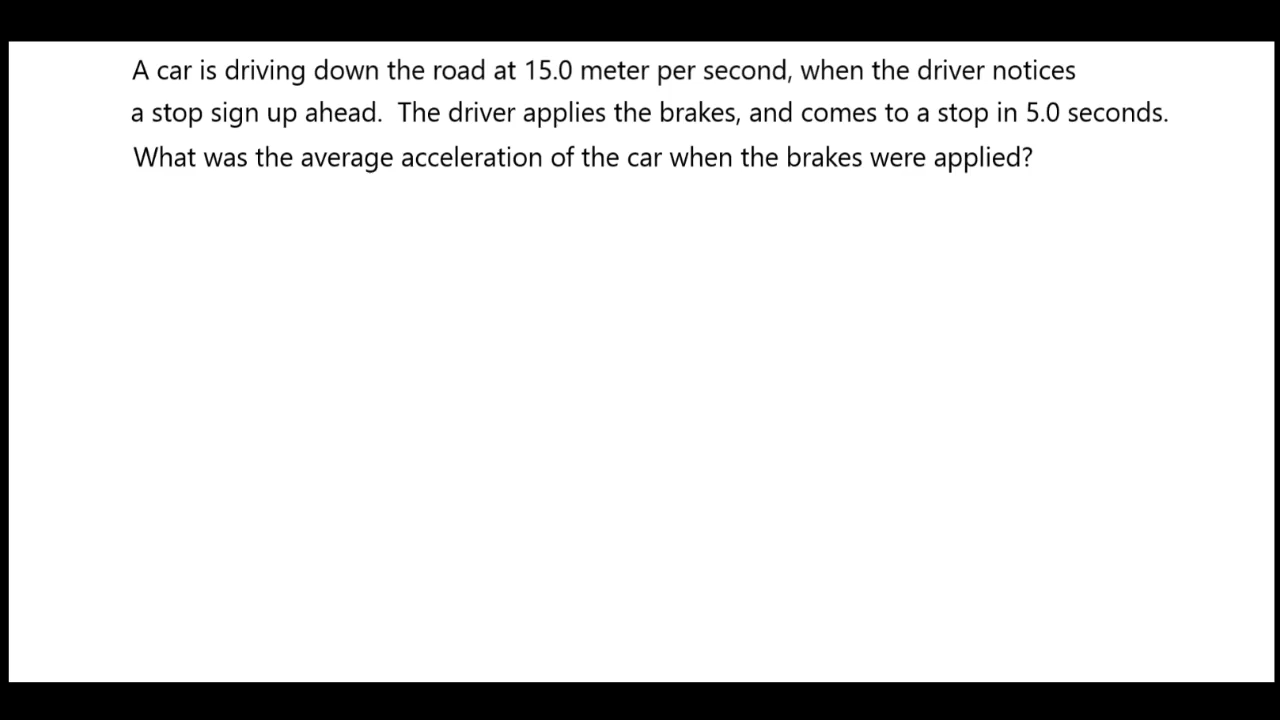 A car is driving down the road at 15.0 meter per second, when the driver notices
a stop sign up ahead.  The driver applies the brakes, and comes to a stop in 5.0 seconds.
What was the average acceleration of the car when the brakes were applied?